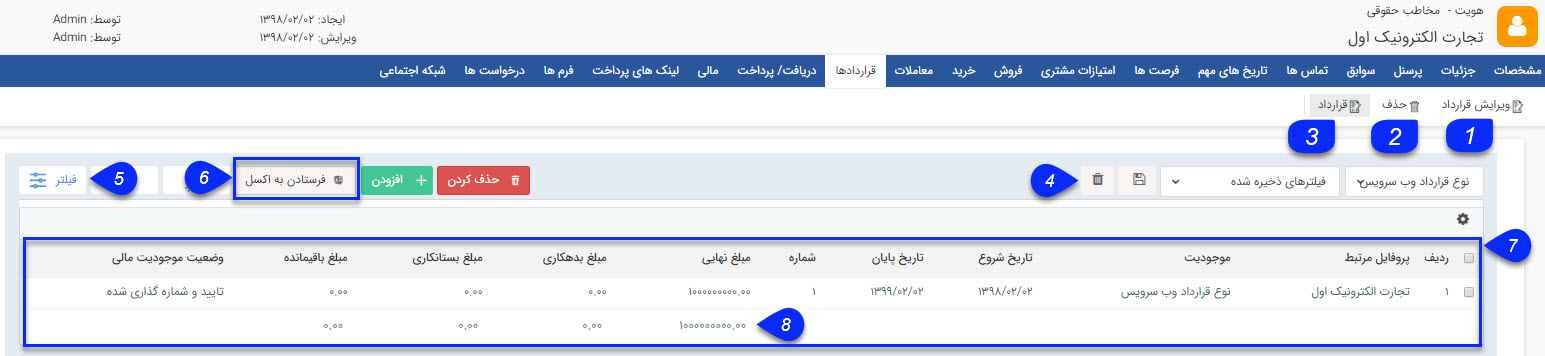 هویت - مخاطب حقوقی
تجارت الکترونیک اول
ایجاد: ۱۳۹۸/۰۲/۰۲ توسط: Admin
ویرایش: ۱۳۹۸/۰۲/۰۲ توسط: Admin
مشخصات جزئیات پرسنل سوابق تماس ها تاریخ های مهم فرصت ها امتیازات مشتری فروش خرید معاملات قراردادها دریافت/ پرداخت مالی لینک های پرداخت فرم ها درخواست ها شبکه اجتماعی
ویرایش قرارداد حذف قرارداد
1 2 3
نوع قرارداد وب سرویس فیلترهای ذخیره شده 4 حذف کردن افزودن فرستادن به اکسل 6 5 فیلتر
7
ردیف پروفایل مرتبط موجودیت تاریخ شروع تاریخ پایان شماره مبلغ نهایی مبلغ بدهکاری مبلغ بستانکاری مبلغ باقیمانده وضعیت موجودیت مالی
۱ تجارت الکترونیک اول نوع قرارداد وب سرویس ۱۳۹۸/۰۲/۰۲ ۱۳۹۹/۰۲/۰۲ ۱ ۱۰۰۰۰۰۰۰۰۰.۰۰ ۰.۰۰ ۰.۰۰ ۰.۰۰ تایید و شماره گذاری شده
8 ۱۰۰۰۰۰۰۰۰۰.۰۰ ۰.۰۰ ۰.۰۰ ۰.۰۰